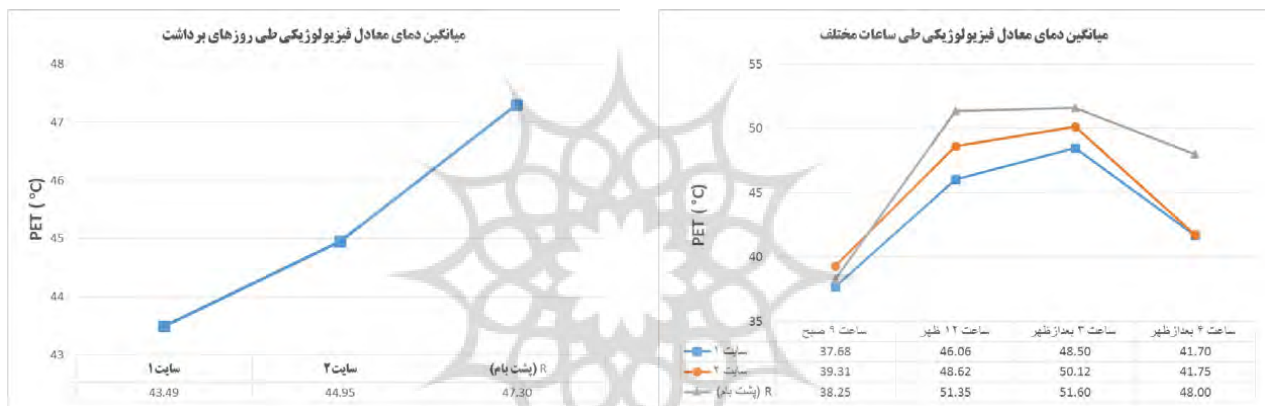 میانگین دمای معادل فیزیولوژیکی طی روزهای برداشت
48
47
46
45
44
43
PET ( °C)
سایت1 سایت2 R (پشت بام)
43.49 44.95 47.30
میانگین دمای معادل فیزیولوژیکی طی ساعات مختلف
55
50
45
40
35
PET ( °C)
ساعت ۹ صبح ساعت ۱۲ ظهر ساعت ۳ بعدازظهر ساعت ۶ بعدازظهر
سایت ۱ 37.68 46.06 48.50 41.70
سایت ۲ 39.31 48.62 50.12 41.75
R (پشت بام) 38.25 51.35 51.60 48.00